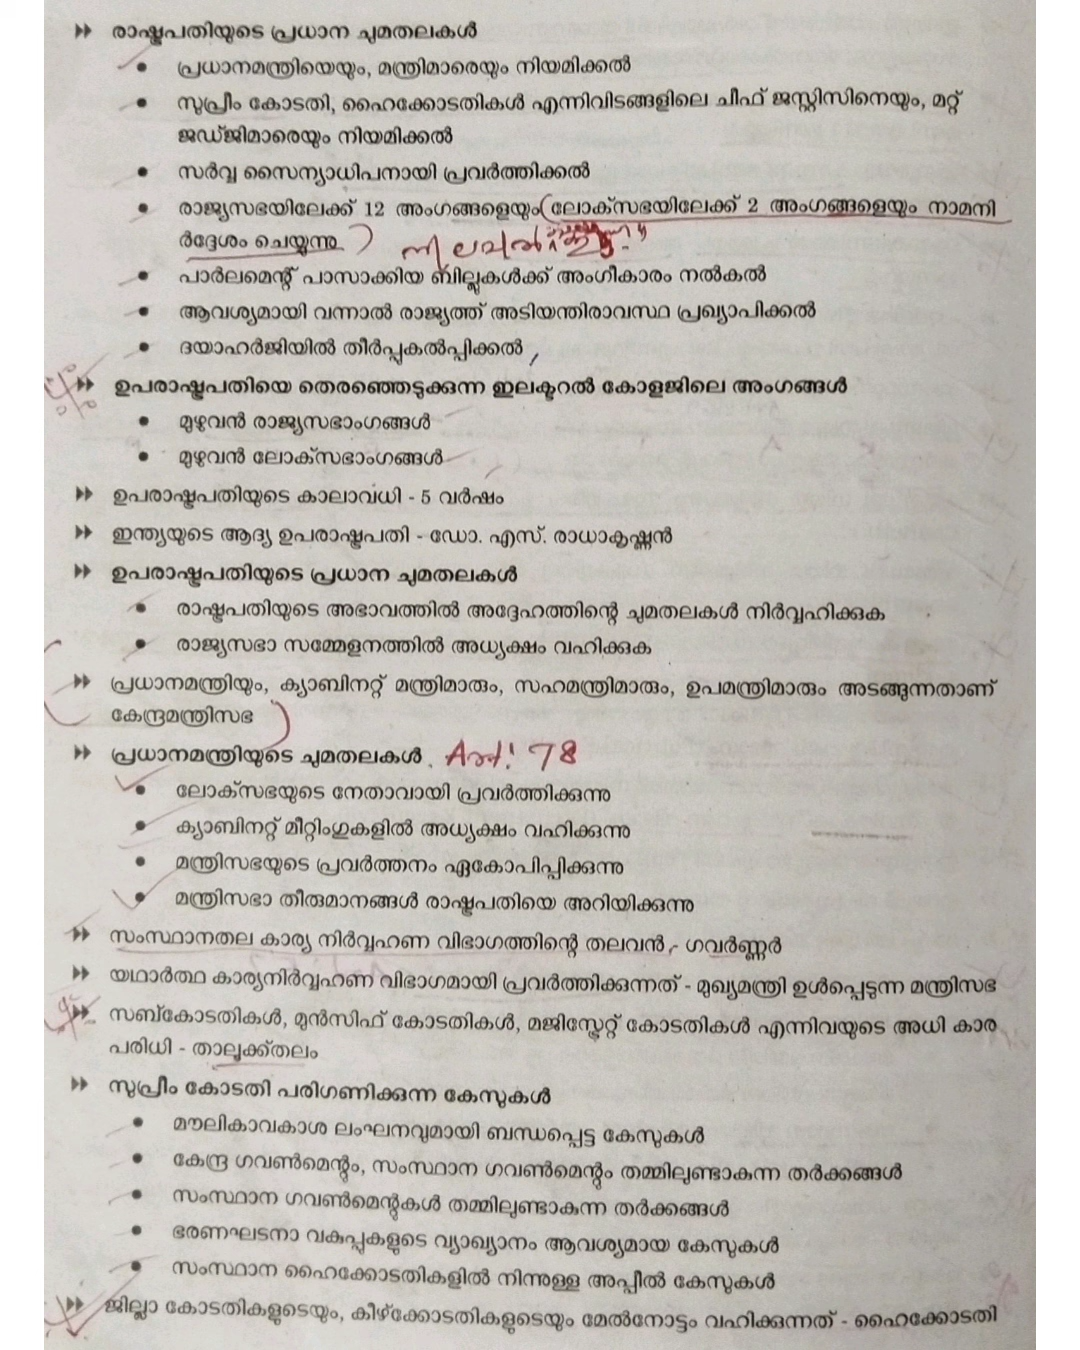 രാഷ്ട്രപതിയുടെ പ്രധാന ചുമതലകൾ
• പ്രധാനമന്ത്രിയെയും, മന്ത്രിമാരെയും നിയമിക്കൽ
• സുപ്രീം കോടതി, ഹൈക്കോടതികൾ എന്നിവിടങ്ങളിലെ ചീഫ് ജസ്റ്റിസിനെയും, മറ്റ്
ജഡ്ജിമാരെയും നിയമിക്കൽ
• സർവ്വ സൈന്യാധിപനായി പ്രവർത്തിക്കൽ
• രാജ്യസഭയിലേക്ക് 12 അംഗങ്ങളെയും (ലോക്സഭയിലേക്ക് 2 അംഗങ്ങളെയും നാമനി
ർദ്ദേശം ചെയ്യുന്നു )
• പാർലമെന്റ് പാസാക്കിയ ബില്ലുകൾക്ക് അംഗീകാരം നൽകൽ
• ആവശ്യമായി വന്നാൽ രാജ്യത്ത് അടിയന്തിരാവസ്ഥ പ്രഖ്യാപിക്കൽ
• ദയാഹർജിയിൽ തീർപ്പുകൽപ്പിക്കൽ
ഉപരാഷ്ട്രപതിയെ തെരഞ്ഞെടുക്കുന്ന ഇലക്ടറൽ കോളജിലെ അംഗങ്ങൾ
• മുഴുവൻ രാജ്യസഭാംഗങ്ങൾ
• മുഴുവൻ ലോക്സഭാംഗങ്ങൾ
ഉപരാഷ്ട്രപതിയുടെ കാലാവധി - 5 വർഷം
ഇന്ത്യയുടെ ആദ്യ ഉപരാഷ്ട്രപതി - ഡോ. എസ്. രാധാകൃഷ്ണൻ
ഉപരാഷ്ട്രപതിയുടെ പ്രധാന ചുമതലകൾ
• രാഷ്ട്രപതിയുടെ അഭാവത്തിൽ അദ്ദേഹത്തിന്റെ ചുമതലകൾ നിർവ്വഹിക്കുക
• രാജ്യസഭാ സമ്മേളനത്തിൽ അധ്യക്ഷം വഹിക്കുക
പ്രധാനമന്ത്രിയും, ക്യാബിനറ്റ് മന്ത്രിമാരും, സഹമന്ത്രിമാരും, ഉപമന്ത്രിമാരും അടങ്ങുന്നതാണ്
കേന്ദ്രമന്ത്രിസഭ )
പ്രധാനമന്ത്രിയുടെ ചുമതലകൾ. Art: 78
• ലോക്സഭയുടെ നേതാവായി പ്രവർത്തിക്കുന്നു
• ക്യാബിനറ്റ് മീറ്റിംഗുകളിൽ അധ്യക്ഷം വഹിക്കുന്നു
• മന്ത്രിസഭയുടെ പ്രവർത്തനം ഏകോപിപ്പിക്കുന്നു
• മന്ത്രിസഭാ തീരുമാനങ്ങൾ രാഷ്ട്രപതിയെ അറിയിക്കുന്നു
സംസ്ഥാനതല കാര്യ നിർവ്വഹണ വിഭാഗത്തിന്റെ തലവൻ - ഗവർണ്ണർ
യഥാർത്ഥ കാര്യനിർവ്വഹണ വിഭാഗമായി പ്രവർത്തിക്കുന്നത് - മുഖ്യമന്ത്രി ഉൾപ്പെടുന്ന മന്ത്രിസഭ
സബ്കോടതികൾ, മുൻസിഫ് കോടതികൾ, മജിസ്ട്രേറ്റ് കോടതികൾ എന്നിവയുടെ അധി കാര
പരിധി - താലൂക്ക്തലം
സുപ്രീം കോടതി പരിഗണിക്കുന്ന കേസുകൾ
• മൗലികാവകാശ ലംഘനവുമായി ബന്ധപ്പെട്ട കേസുകൾ
• കേന്ദ്ര ഗവൺമെന്റും, സംസ്ഥാന ഗവൺമെന്റും തമ്മിലുണ്ടാകുന്ന തർക്കങ്ങൾ
• സംസ്ഥാന ഗവൺമെന്റുകൾ തമ്മിലുണ്ടാകുന്ന തർക്കങ്ങൾ
• ഭരണഘടനാ വകുപ്പുകളുടെ വ്യാഖ്യാനം ആവശ്യമായ കേസുകൾ
• സംസ്ഥാന ഹൈക്കോടതികളിൽ നിന്നുള്ള അപ്പീൽ കേസുകൾ
ജില്ലാ കോടതികളുടെയും, കീഴ്ക്കോടതികളുടെയും മേൽനോട്ടം വഹിക്കുന്നത് - ഹൈക്കോടതി